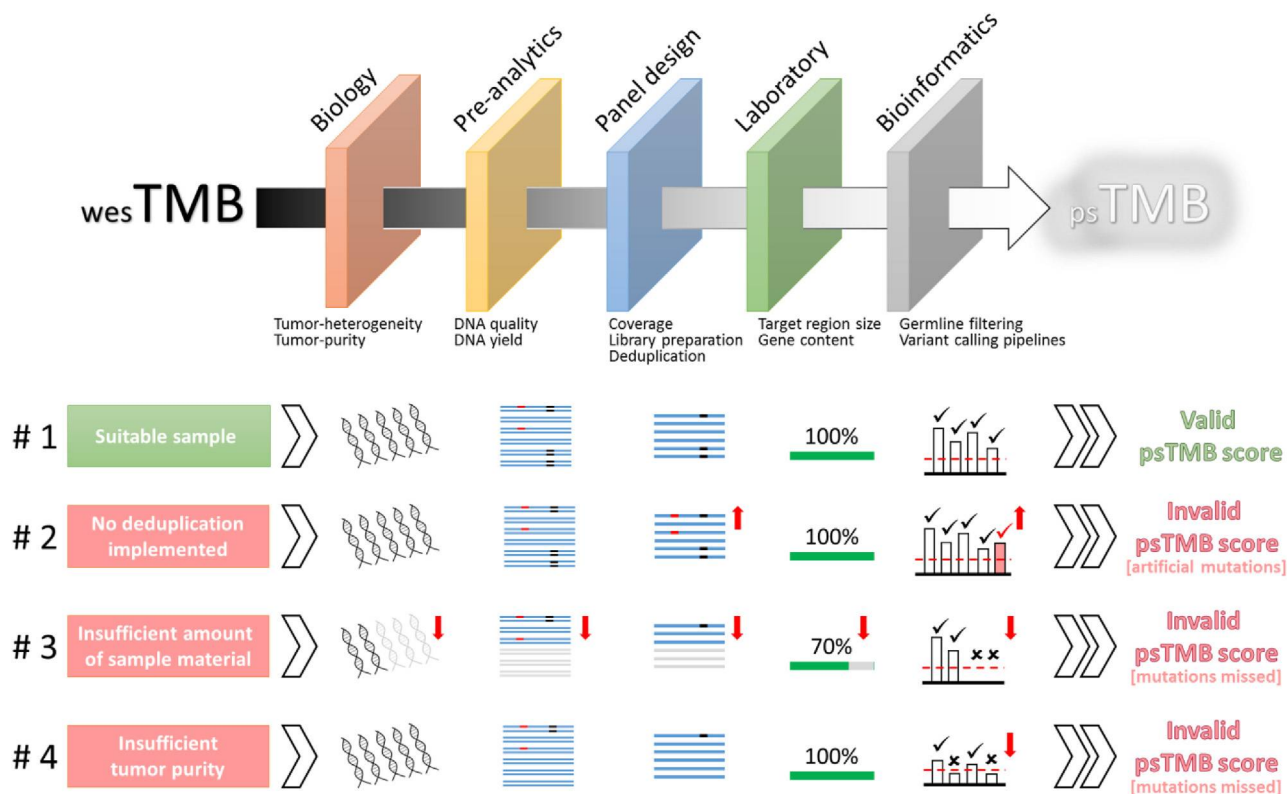 Biology
Pre-analytics
Panel design
Laboratory
Bioinformatics
wesTMB
psTMB
Tumor-heterogeneity
Tumor-purity
DNA quality
DNA yield
Coverage
Library preparation
Deduplication
Target region size
Gene content
Germline filtering
Variant calling pipelines
# 1
Suitable sample
100%
Valid
psTMB score
# 2
No deduplication
implemented
100%
Invalid
psTMB score
[artificial mutations]
# 3
Insufficient amount
of sample material
70%
Invalid
psTMB score
[mutations missed]
# 4
Insufficient
tumor purity
100%
Invalid
psTMB score
[mutations missed]